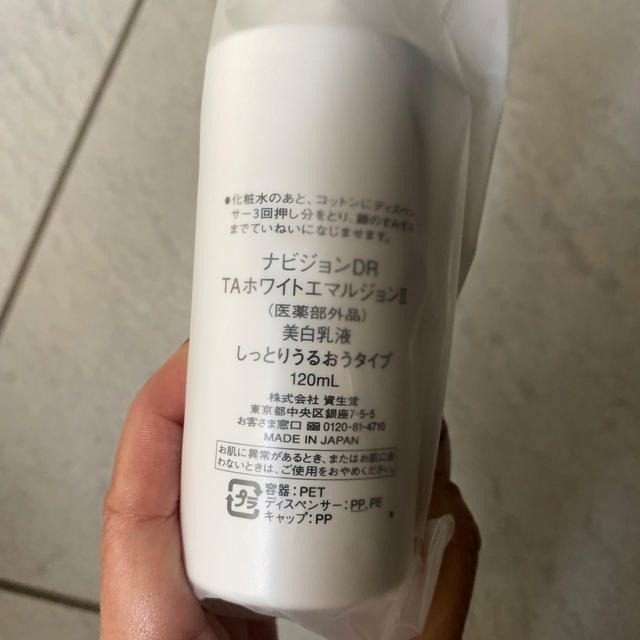 ●化粧水のあと、コットンにディスペン
サー3回押し分をとり、顔のすみずみ
までていねいになじませます。
ナビジョンDR
TAホワイトエマルジョンⅡ
(医薬部外品)
美白乳液
しっとりうるおうタイプ
120mL
株式会社 資生堂
東京都中央区銀座7-5-5
お客さま窓口 0120-81-4710
MADE IN JAPAN
お肌に異常があるとき、またはお肌に合
わないときは、ご使用をおやめください。
プラ
容器:PET
ディスペンサー:PP,PE
キャップ:PP